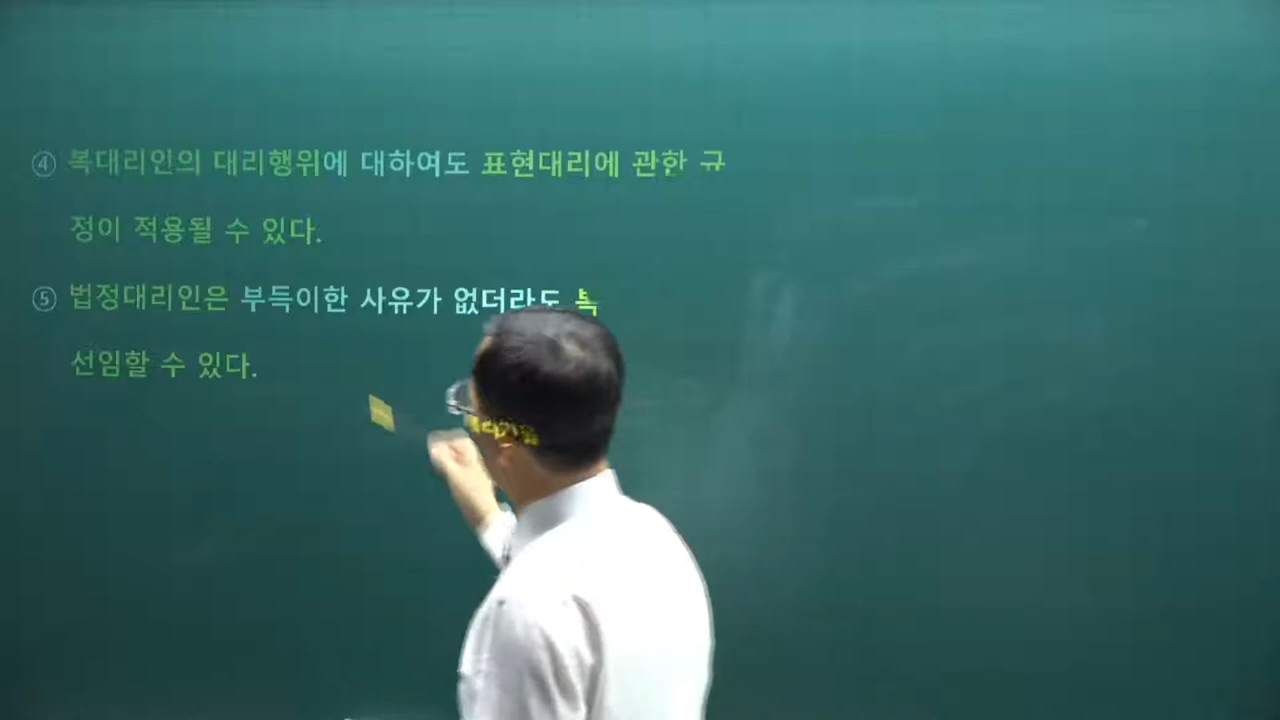 ④ 복대리인의 대리행위에 대하여도 표현대리에 관한 규
정이 적용될 수 있다.
⑤ 법정대리인은 부득이한 사유가 없더라도
선임할 수 있다.